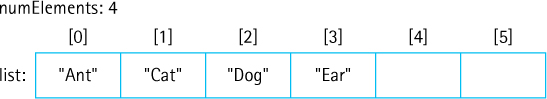 numElements: 4
[0] [1] [2] [3] [4] [5]
list: "Ant" "Cat" "Dog" "Ear"